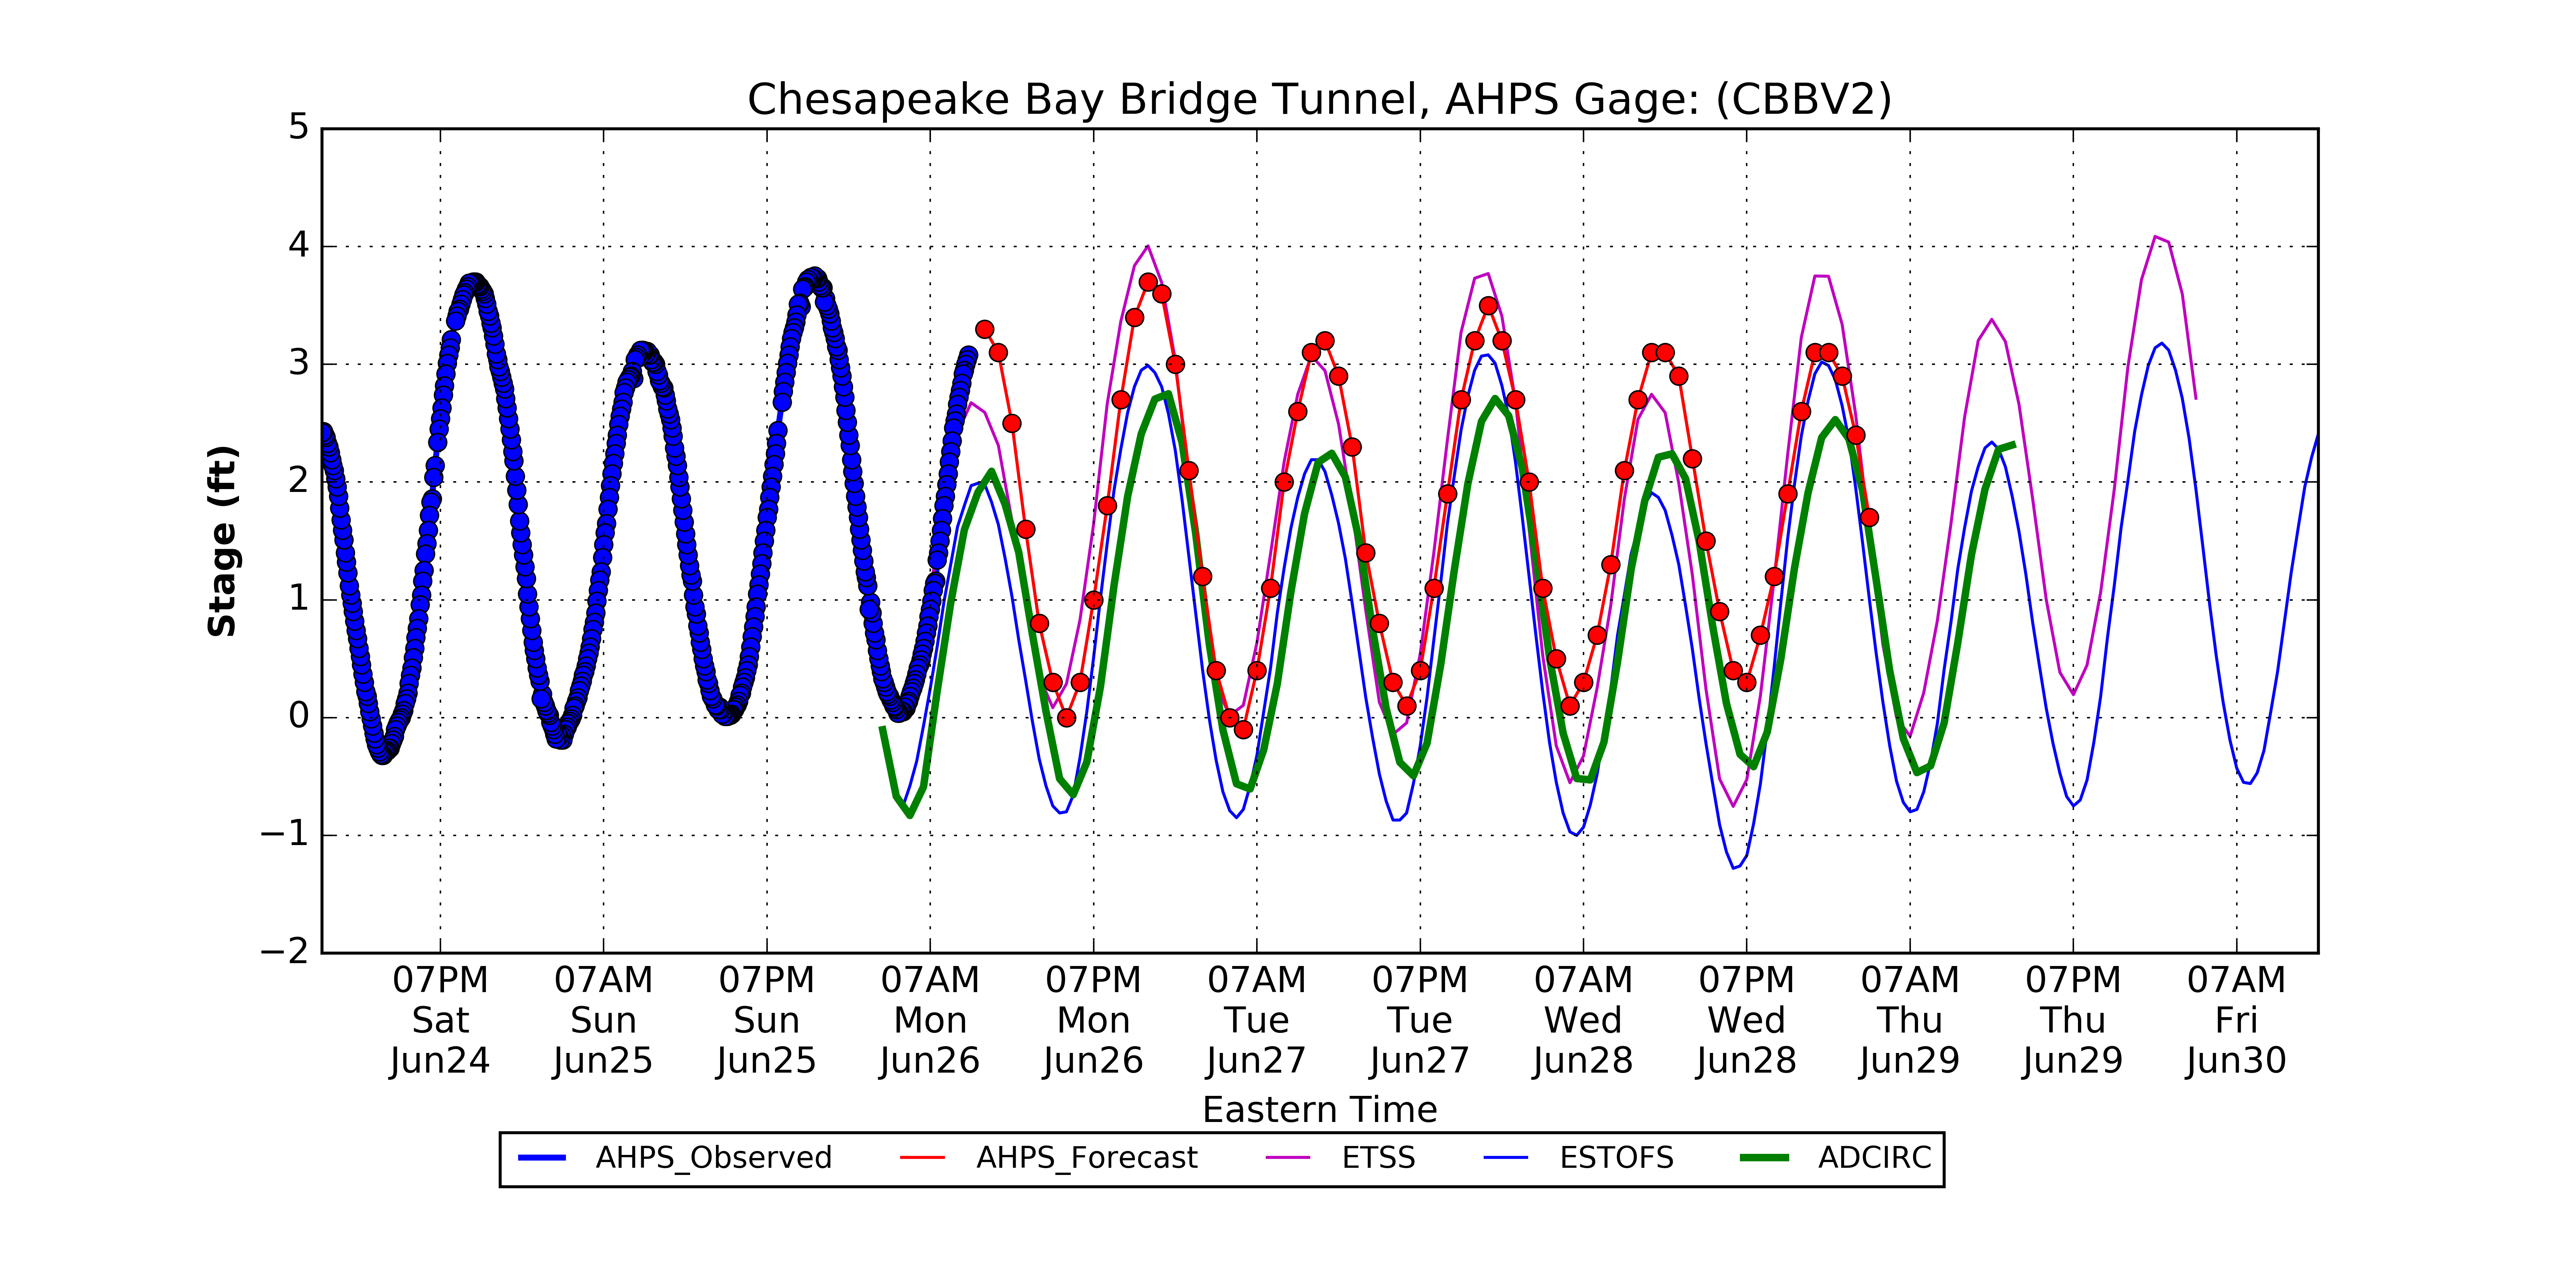 Chesapeake Bay Bridge Tunnel, AHPS Gage: (CBBV2)
5
4
3
2
1
0
−1
−2
Stage (ft)
07PM 07AM 07PM 07AM 07PM 07AM 07PM 07AM 07PM 07AM 07PM 07AM
Sat Sun Sun Mon Mon Tue Tue Wed Wed Thu Thu Fri
Jun24 Jun25 Jun25 Jun26 Jun26 Jun27 Jun27 Jun28 Jun28 Jun29 Jun29 Jun30
Eastern Time
AHPS_Observed AHPS_Forecast ETSS ESTOFS ADCIRC